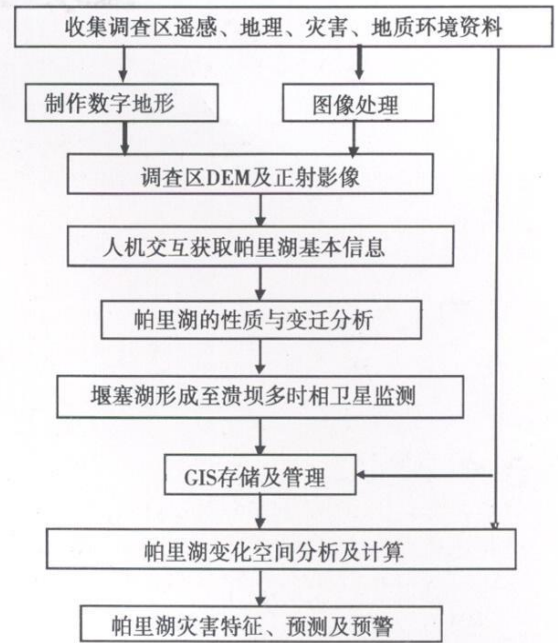 收集调查区遥感、地理、灾害、地质环境资料
制作数字地形
图像处理
调查区DEM及正射影像
人机交互获取帕里湖基本信息
帕里湖的性质与变迁分析
堰塞湖形成至溃坝多时相卫星监测
GIS存储及管理
帕里湖变化空间分析及计算
帕里湖灾害特征、预测及预警